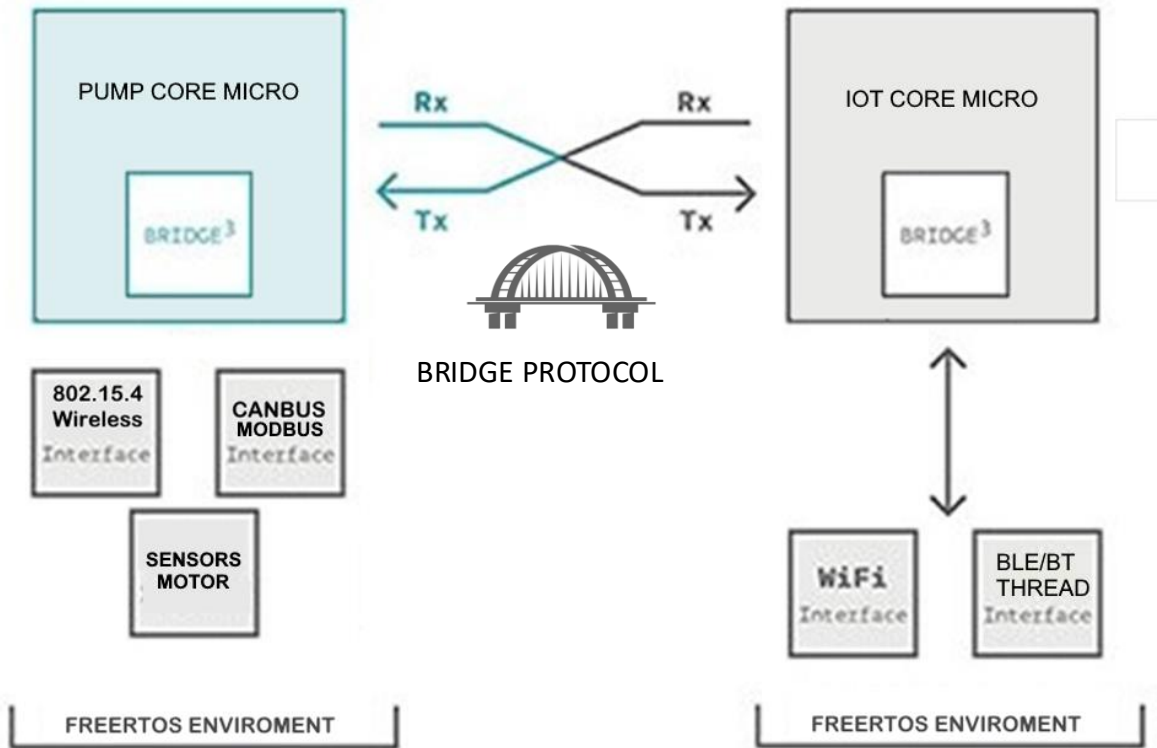 PUMP CORE MICRO
BRIDGE³
Rx
Rx
Tx
Tx
BRIDGE PROTOCOL
IOT CORE MICRO
BRIDGE³
802.15.4
Wireless
Interface
CANBUS
MODBUS
Interface
SENSORS
MOTOR
WiFi
Interface
BLE/BT
THREAD
Interface
FREERTOS ENVIROMENT
FREERTOS ENVIROMENT